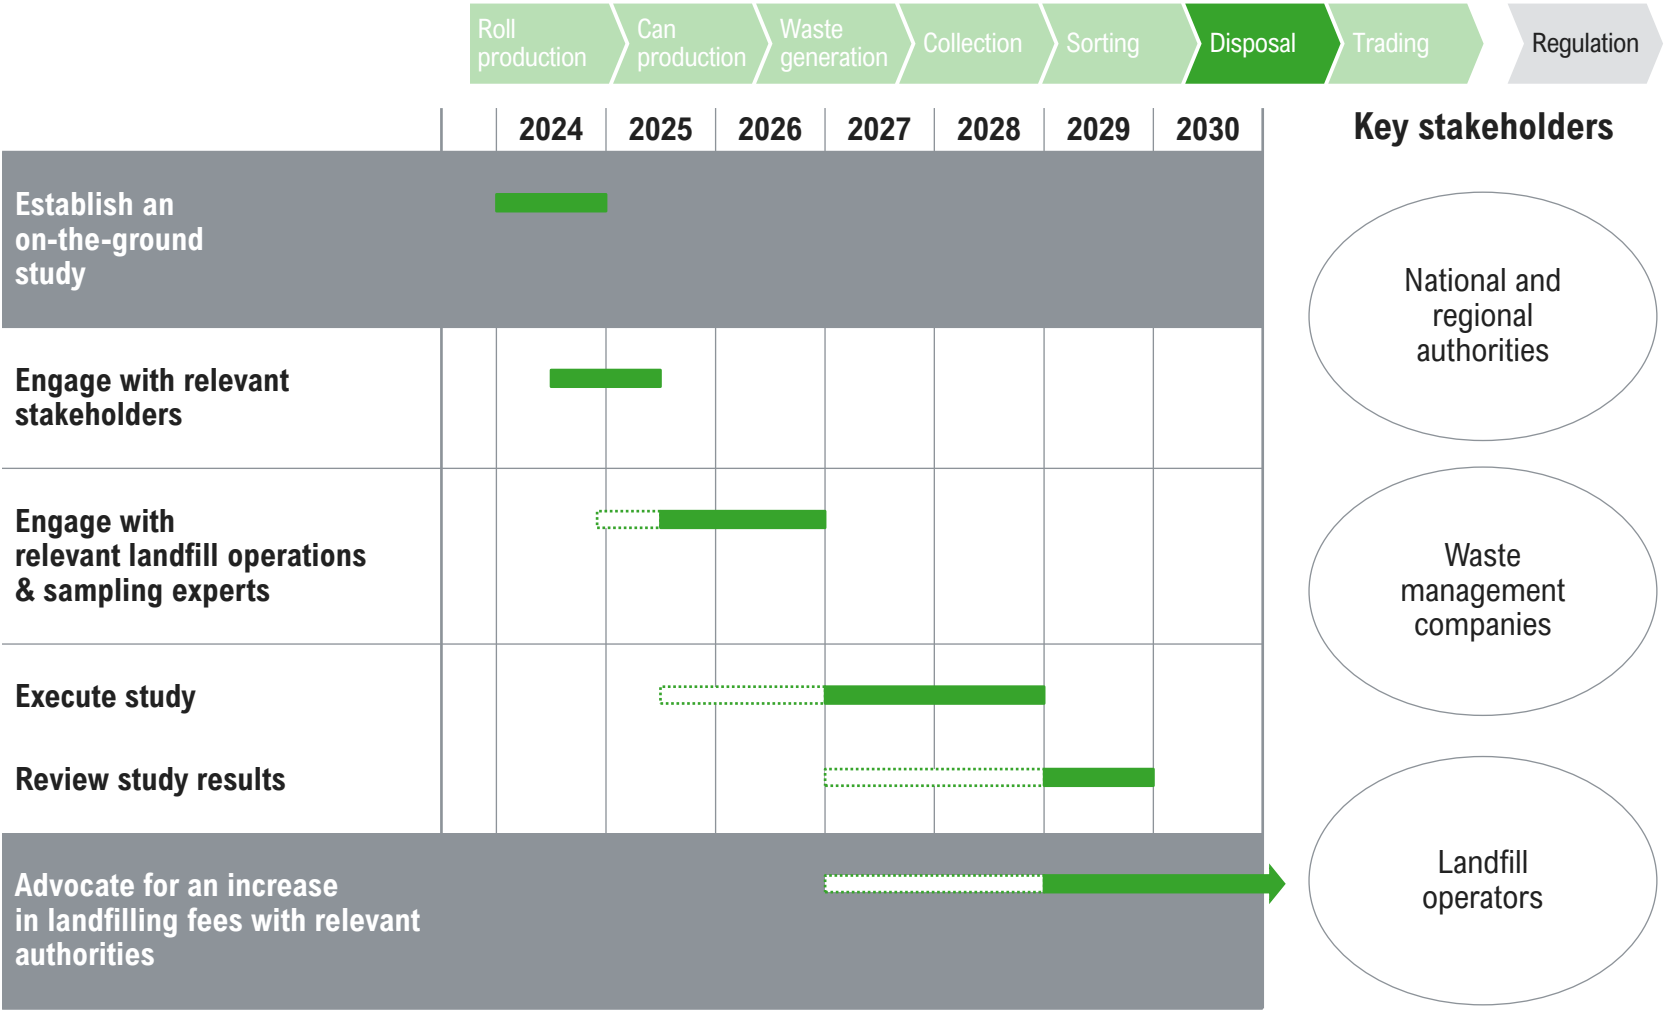 Roll
production
Can
production
Waste
generation
Collection
Sorting
Disposal
Trading
Regulation
2024
2025
2026
2027
2028
2029
2030
Key stakeholders
Establish an
on-the-ground
study
Engage with relevant
stakeholders
Engage with
relevant landfill operations
& sampling experts
Execute study
Review study results
Advocate for an increase
in landfilling fees with relevant
authorities
National and
regional
authorities
Waste
management
companies
Landfill
operators